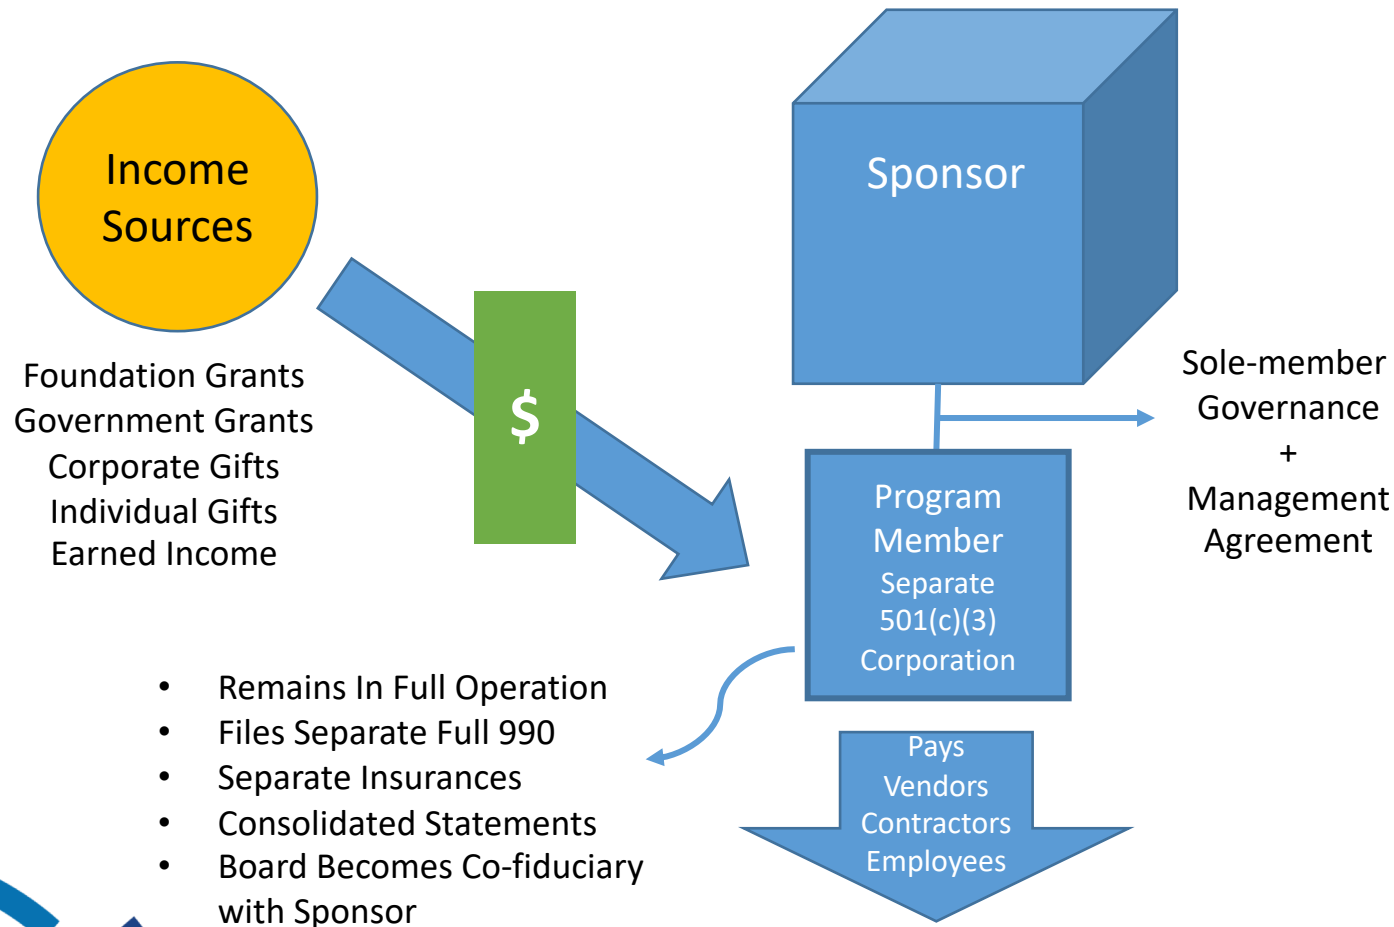 Income
Sources
Foundation Grants
Government Grants
Corporate Gifts
Individual Gifts
Earned Income
$
Sponsor
Sole-member
Governance
+
Management
Agreement
Program
Member
Separate
501(c)(3)
Corporation
• Remains In Full Operation
• Files Separate Full 990
• Separate Insurances
• Consolidated Statements
• Board Becomes Co-fiduciary
with Sponsor
Pays
Vendors
Contractors
Employees